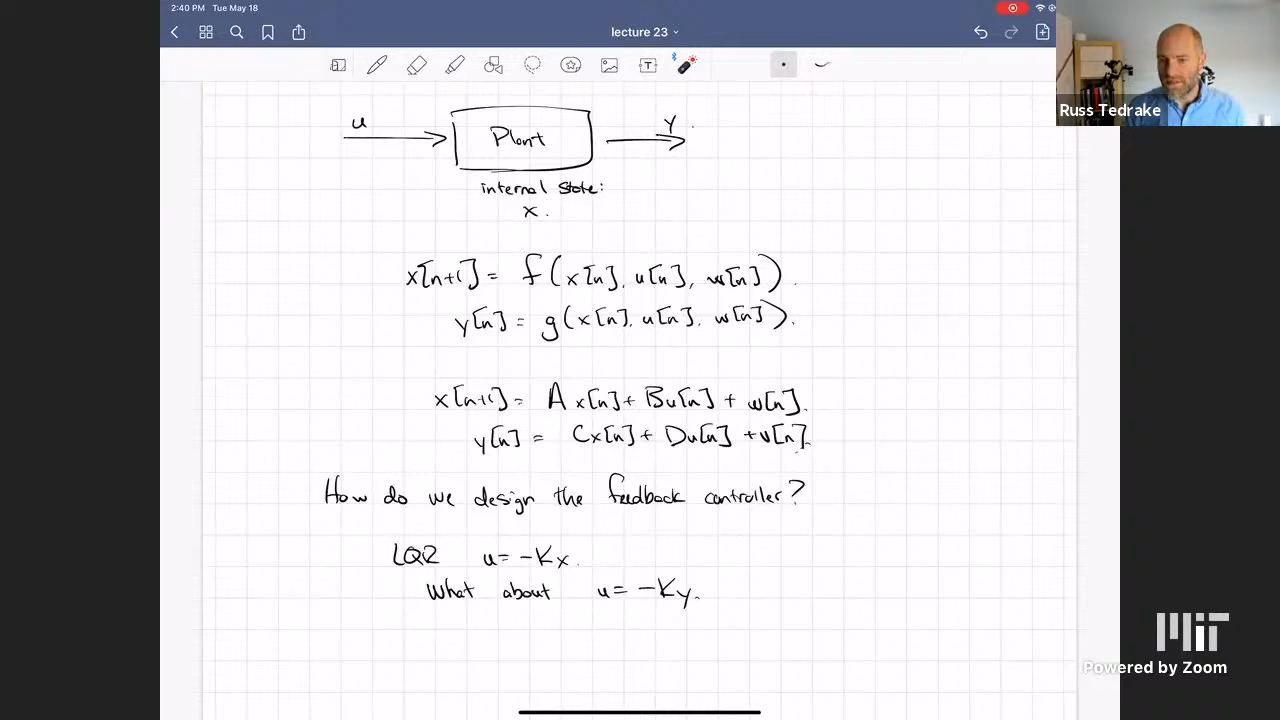 2:40 PM Tue May 18
lecture 23
Russ Tedrake
u
Plant
y
internal state:
x.
x[n+1] = f(x[n], u[n], w[n]).
y[n] = g(x[n], u[n], w[n]).
x[n+1] = Ax[n] + Bu[n] + w[n].
y[n] = Cx[n] + Du[n] + v[n].
How do we design the feedback controller?
LQR u = -Kx.
What about u = -Ky.
MIT
Powered by Zoom